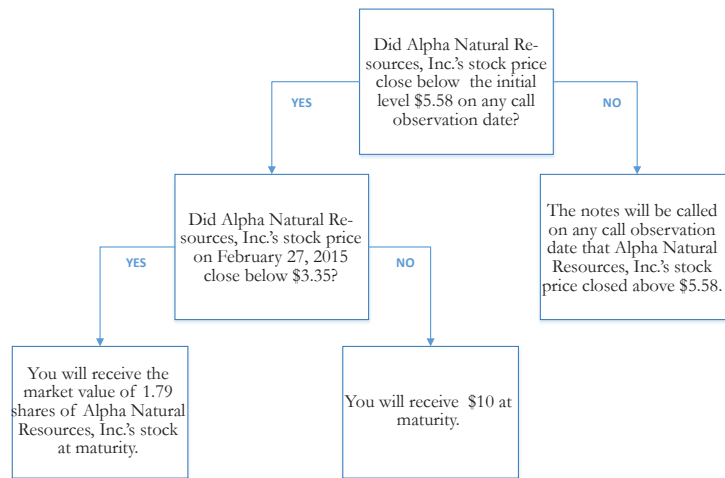 Did Alpha Natural Re-
sources, Inc.'s stock price
close below the initial
level $5.58 on any call
observation date?
YES
NO
Did Alpha Natural Re-
sources, Inc.'s stock price
on February 27, 2015
close below $3.35?
The notes will be called
on any call observation
date that Alpha Natural
Resources, Inc.'s stock
price closed above $5.58.
YES
NO
You will receive the
market value of 1.79
shares of Alpha Natural
Resources, Inc.'s stock
at maturity.
You will receive $10 at
maturity.